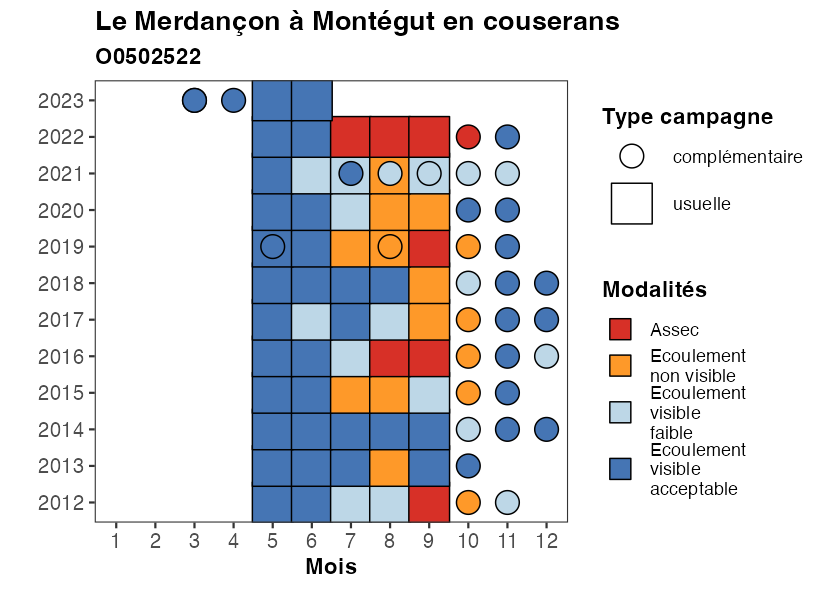 Le Merdançon à Montégut en couserans
O0502522
2023
2022
2021
2020
2019
2018
2017
2016
2015
2014
2013
2012
1 2 3 4 5 6 7 8 9 10 11 12
Mois
Type campagne
complémentaire
usuelle
Modalités
Assec
Ecoulement
non visible
Ecoulement
visible
faible
Ecoulement
visible
acceptable